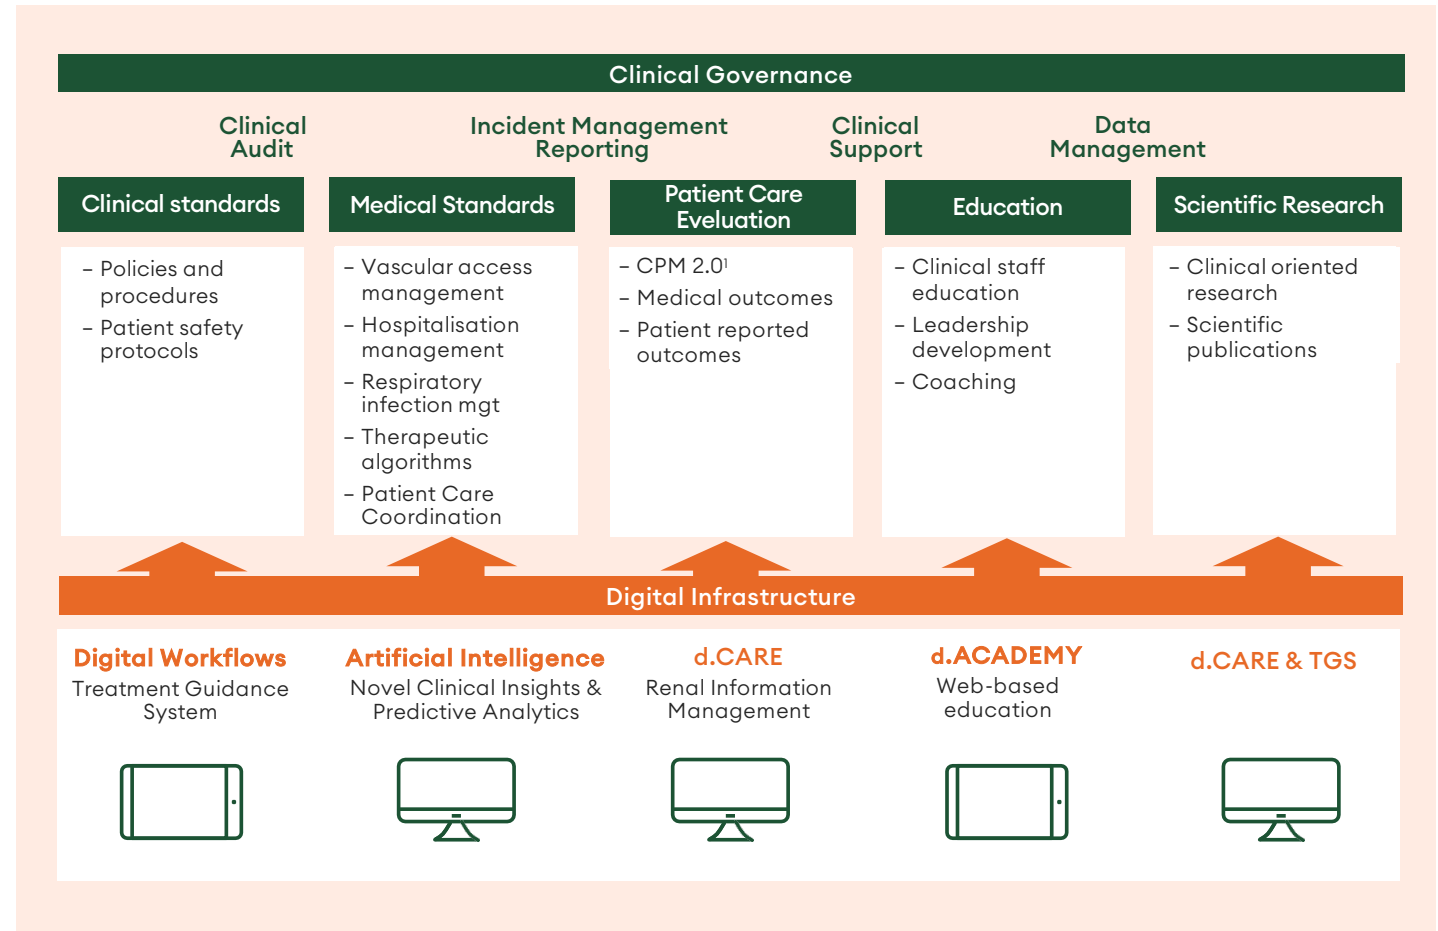 Clinical Governance
Clinical
Audit
Incident Management
Reporting
Clinical
Support
Data
Management
Clinical standards
– Policies and
procedures
– Patient safety
protocols
Medical Standards
– Vascular access
management
– Hospitalisation
management
– Respiratory
infection mgt
– Therapeutic
algorithms
– Patient Care
Coordination
Patient Care
Eveluation
– CPM 2.0¹
– Medical outcomes
– Patient reported
outcomes
Education
– Clinical staff
education
– Leadership
development
– Coaching
Scientific Research
– Clinical oriented
research
– Scientific
publications
Digital Infrastructure
Digital Workflows
Treatment Guidance
System
Artificial Intelligence
Novel Clinical Insights &
Predictive Analytics
d.CARE
Renal Information
Management
d.ACADEMY
Web-based
education
d.CARE & TGS